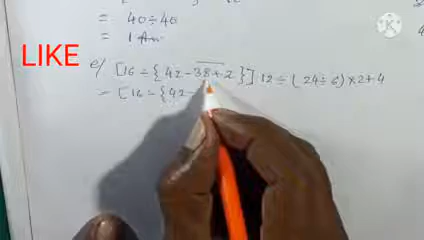 = 40÷40
= 1 Ans
LIKE
e) [16 ÷ {42 - 38 + 2}] 12 ÷ (24 ÷ 6) × 2 + 4
= [16 ÷ {42 -